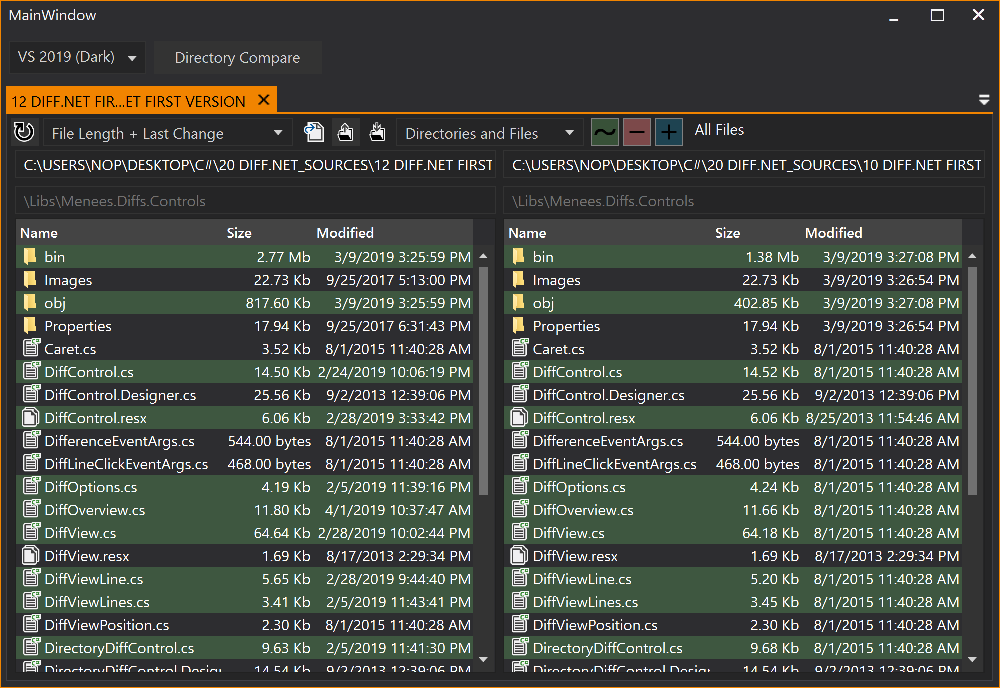 MainWindow
VS 2019 (Dark) Directory Compare
12 DIFF.NET FIR...ET FIRST VERSION
File Length + Last Change Directories and Files All Files
C:\USERS\NOP\DESKTOP\C#\20 DIFF.NET_SOURCES\12 DIFF.NET FIRST C:\USERS\NOP\DESKTOP\C#\20 DIFF.NET_SOURCES\10 DIFF.NET FIRST
\Libs\Menees.Diffs.Controls \Libs\Menees.Diffs.Controls
Name Size Modified Name Size Modified
bin 2.77 Mb 3/9/2019 3:25:59 PM bin 1.38 Mb 3/9/2019 3:27:08 PM
Images 22.73 Kb 9/25/2017 5:13:00 PM Images 22.73 Kb 3/9/2019 3:26:54 PM
obj 817.60 Kb 3/9/2019 3:25:59 PM obj 402.85 Kb 3/9/2019 3:27:08 PM
Properties 17.94 Kb 9/25/2017 6:31:43 PM Properties 17.94 Kb 3/9/2019 3:26:54 PM
Caret.cs 3.52 Kb 8/1/2015 11:40:28 AM Caret.cs 3.52 Kb 8/1/2015 11:40:28 AM
DiffControl.cs 14.50 Kb 2/24/2019 10:06:19 PM DiffControl.cs 14.52 Kb 8/1/2015 11:40:28 AM
DiffControl.Designer.cs 25.56 Kb 9/2/2013 12:39:06 PM DiffControl.Designer.cs 25.56 Kb 9/2/2013 12:39:06 PM
DiffControl.resx 6.06 Kb 2/28/2019 3:33:42 PM DiffControl.resx 6.06 Kb 8/25/2013 11:54:46 AM
DifferenceEventArgs.cs 544.00 bytes 8/1/2015 11:40:28 AM DifferenceEventArgs.cs 544.00 bytes 8/1/2015 11:40:28 AM
DiffLineClickEventArgs.cs 468.00 bytes 8/1/2015 11:40:28 AM DiffLineClickEventArgs.cs 468.00 bytes 8/1/2015 11:40:28 AM
DiffOptions.cs 4.19 Kb 2/5/2019 11:39:16 PM DiffOptions.cs 4.24 Kb 8/1/2015 11:40:28 AM
DiffOverview.cs 11.80 Kb 4/1/2019 10:37:47 AM DiffOverview.cs 11.66 Kb 8/1/2015 11:40:28 AM
DiffView.cs 64.64 Kb 2/28/2019 10:02:44 PM DiffView.cs 64.18 Kb 8/1/2015 11:40:28 AM
DiffView.resx 1.69 Kb 8/17/2013 2:29:34 PM DiffView.resx 1.69 Kb 8/17/2013 2:29:34 PM
DiffViewLine.cs 5.65 Kb 2/28/2019 9:44:40 PM DiffViewLine.cs 5.20 Kb 8/1/2015 11:40:28 AM
DiffViewLines.cs 3.41 Kb 2/5/2019 11:43:41 PM DiffViewLines.cs 3.45 Kb 8/1/2015 11:40:28 AM
DiffViewPosition.cs 2.30 Kb 8/1/2015 11:40:28 AM DiffViewPosition.cs 2.30 Kb 8/1/2015 11:40:28 AM
DirectoryDiffControl.cs 9.63 Kb 2/5/2019 11:41:30 PM DirectoryDiffControl.cs 9.68 Kb 8/1/2015 11:40:28 AM
DirectoryDiffControl.Desig 14.54 Kb 9/2/2013 12:39:06 PM DirectoryDiffControl.Desig 14.54 Kb 9/2/2013 12:39:06 PM